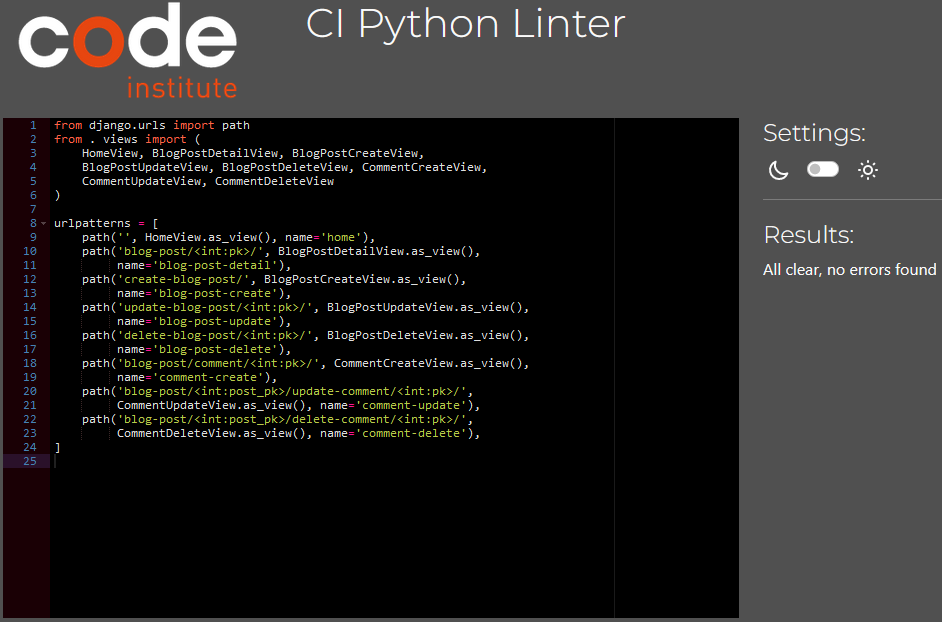 code
institute
CI Python Linter
1 from django.urls import path
2 from . views import (
3     HomeView, BlogPostDetailView, BlogPostCreateView,
4     BlogPostUpdateView, BlogPostDeleteView, CommentCreateView,
5     CommentUpdateView, CommentDeleteView
6 )
7
8 urlpatterns = [
9     path('', HomeView.as_view(), name='home'),
10     path('blog-post/<int:pk>/', BlogPostDetailView.as_view(),
11          name='blog-post-detail'),
12     path('create-blog-post/', BlogPostCreateView.as_view(),
13          name='blog-post-create'),
14     path('update-blog-post/<int:pk>/', BlogPostUpdateView.as_view(),
15          name='blog-post-update'),
16     path('delete-blog-post/<int:pk>/', BlogPostDeleteView.as_view(),
17          name='blog-post-delete'),
18     path('blog-post/comment/<int:pk>/', CommentCreateView.as_view(),
19          name='comment-create'),
20     path('blog-post/<int:post_pk>/update-comment/<int:pk>/',
21          CommentUpdateView.as_view(), name='comment-update'),
22     path('blog-post/<int:post_pk>/delete-comment/<int:pk>/',
23          CommentDeleteView.as_view(), name='comment-delete'),
24 ]
25
Settings:
Results:
All clear, no errors found